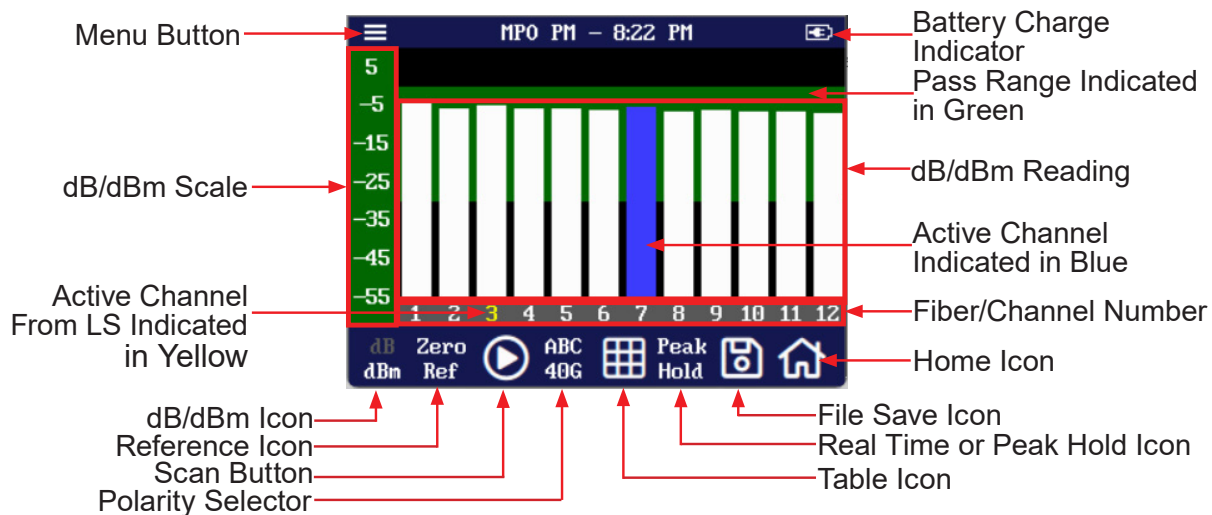 Menu Button
MPO PM – 8:22 PM
Battery Charge
Indicator
Pass Range Indicated
in Green
5
-5
-15
-25
-35
-45
-55
dB/dBm Scale
dB/dBm Reading
Active Channel
Indicated in Blue
Active Channel
From LS Indicated
in Yellow
1 2 3 4 5 6 7 8 9 10 11 12
Fiber/Channel Number
dB
dBm
Zero
Ref
ABC
40G
Peak
Hold
Home Icon
dB/dBm Icon
Reference Icon
Scan Button
Polarity Selector
File Save Icon
Real Time or Peak Hold Icon
Table Icon